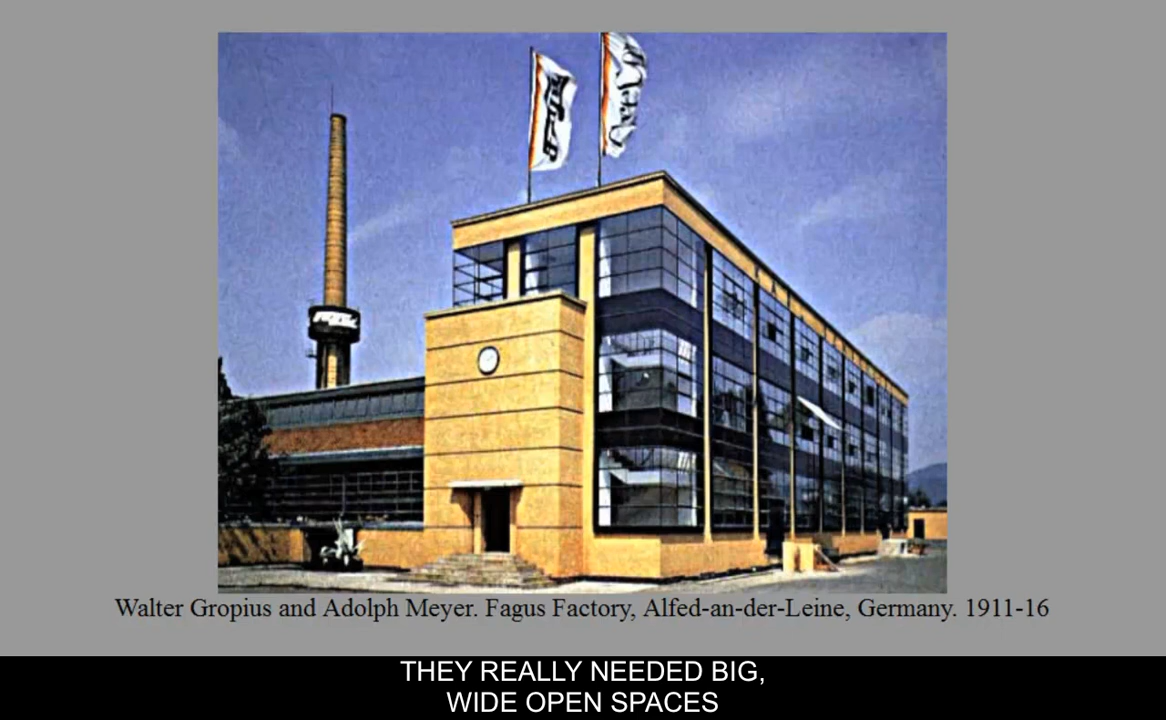 Walter Gropius and Adolph Meyer. Fagus Factory, Alfed-an-der-Leine, Germany. 1911-16
THEY REALLY NEEDED BIG,
WIDE OPEN SPACES